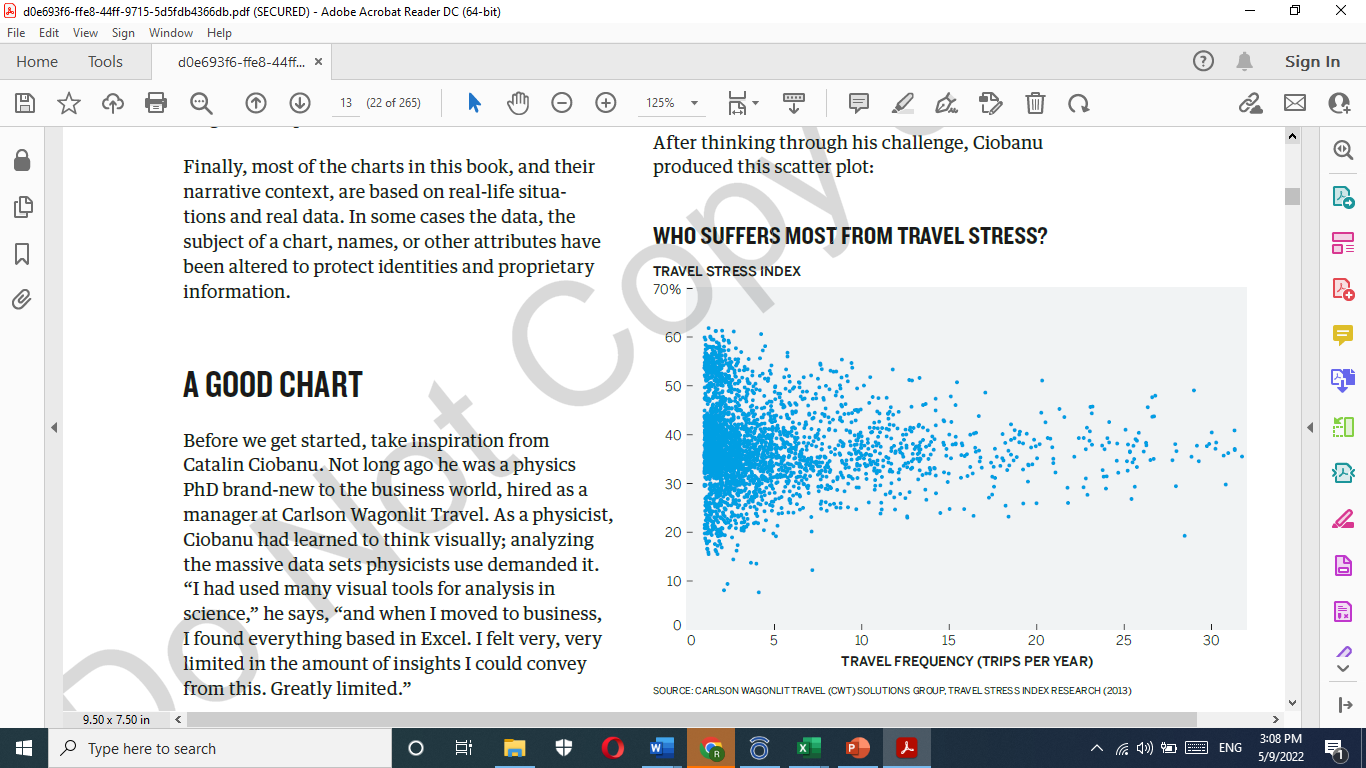 d0e693f6-ffe8-44ff-9715-5d5fdb4366db.pdf (SECURED) - Adobe Acrobat Reader DC (64-bit)
File Edit View Sign Window Help
Home Tools d0e693f6-ffe8-44ff... × Sign In
13 (22 of 265) 125%
Finally, most of the charts in this book, and their
narrative context, are based on real-life situa-
tions and real data. In some cases the data, the
subject of a chart, names, or other attributes have
been altered to protect identities and proprietary
information.
A GOOD CHART
Before we get started, take inspiration from
Catalin Ciobanu. Not long ago he was a physics
PhD brand-new to the business world, hired as a
manager at Carlson Wagonlit Travel. As a physicist,
Ciobanu had learned to think visually; analyzing
the massive data sets physicists use demanded it.
“I had used many visual tools for analysis in
science,” he says, “and when I moved to business,
I found everything based in Excel. I felt very, very
limited in the amount of insights I could convey
from this. Greatly limited.”
After thinking through his challenge, Ciobanu
produced this scatter plot:
WHO SUFFERS MOST FROM TRAVEL STRESS?
TRAVEL STRESS INDEX
70%
60
50
40
30
20
10
0
0 5 10 15 20 25 30
TRAVEL FREQUENCY (TRIPS PER YEAR)
SOURCE: CARLSON WAGONLIT TRAVEL (CWT) SOLUTIONS GROUP, TRAVEL STRESS INDEX RESEARCH (2013)
Do Not Copy
9.50 x 7.50 in
Type here to search
ENG
3:08 PM
5/9/2022
1